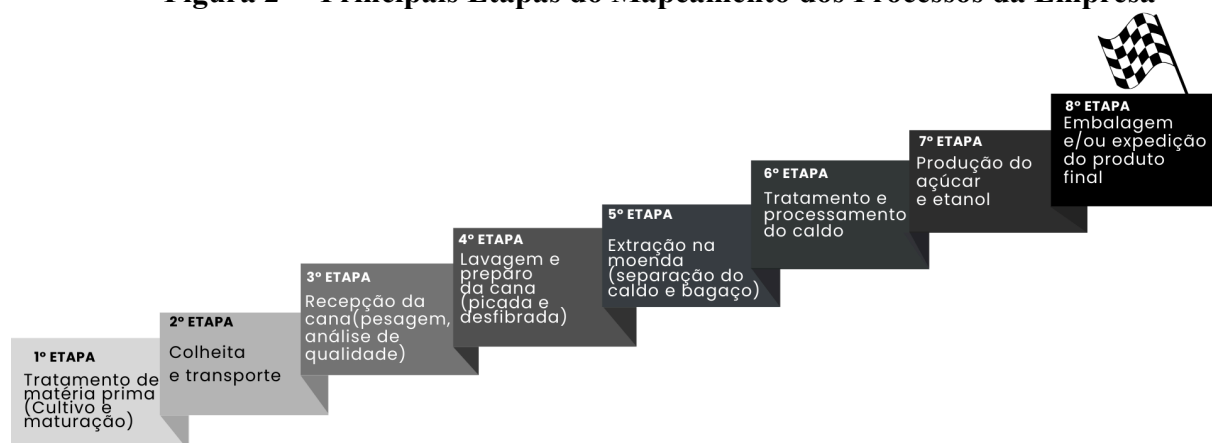 Figura 2 – Principais Etapas do Mapeamento dos Processos da Empresa
1º ETAPA
Tratamento de
matéria prima
(Cultivo e
maturação)
2º ETAPA
Colheita
e transporte
3º ETAPA
Recepção da
cana(pesagem,
análise de
qualidade)
4º ETAPA
Lavagem e
preparo
da cana
(picada e
desfibrada)
5º ETAPA
Extração na
moenda
(separação do
caldo e bagaço)
6º ETAPA
Tratamento e
processamento
do caldo
7º ETAPA
Produção do
açúcar
e etanol
8º ETAPA
Embalagem
e/ou expedição
do produto
final